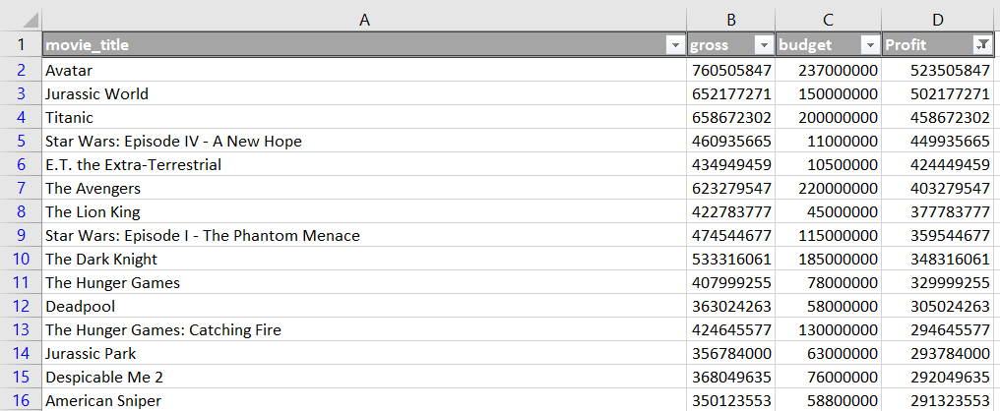 A B C D
1 movie_title gross budget Profit
2 Avatar 760505847 237000000 523505847
3 Jurassic World 652177271 150000000 502177271
4 Titanic 658672302 200000000 458672302
5 Star Wars: Episode IV - A New Hope 460935665 11000000 449935665
6 E.T. the Extra-Terrestrial 434949459 10500000 424449459
7 The Avengers 623279547 220000000 403279547
8 The Lion King 422783777 45000000 377783777
9 Star Wars: Episode I - The Phantom Menace 474544677 115000000 359544677
10 The Dark Knight 533316061 185000000 348316061
11 The Hunger Games 407999255 78000000 329999255
12 Deadpool 363024263 58000000 305024263
13 The Hunger Games: Catching Fire 424645577 130000000 294645577
14 Jurassic Park 356784000 63000000 293784000
15 Despicable Me 2 368049635 76000000 292049635
16 American Sniper 350123553 58800000 291323553